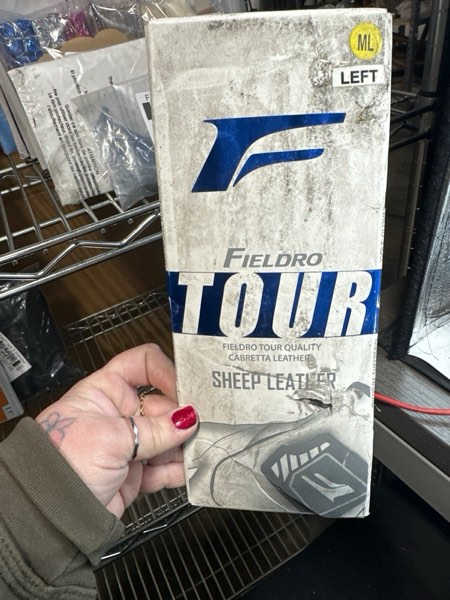 ML
LEFT
FIELDRO
TOUR
FIELDRO TOUR QUALITY
CABRETTA LEATHER
SHEEP LEATHER